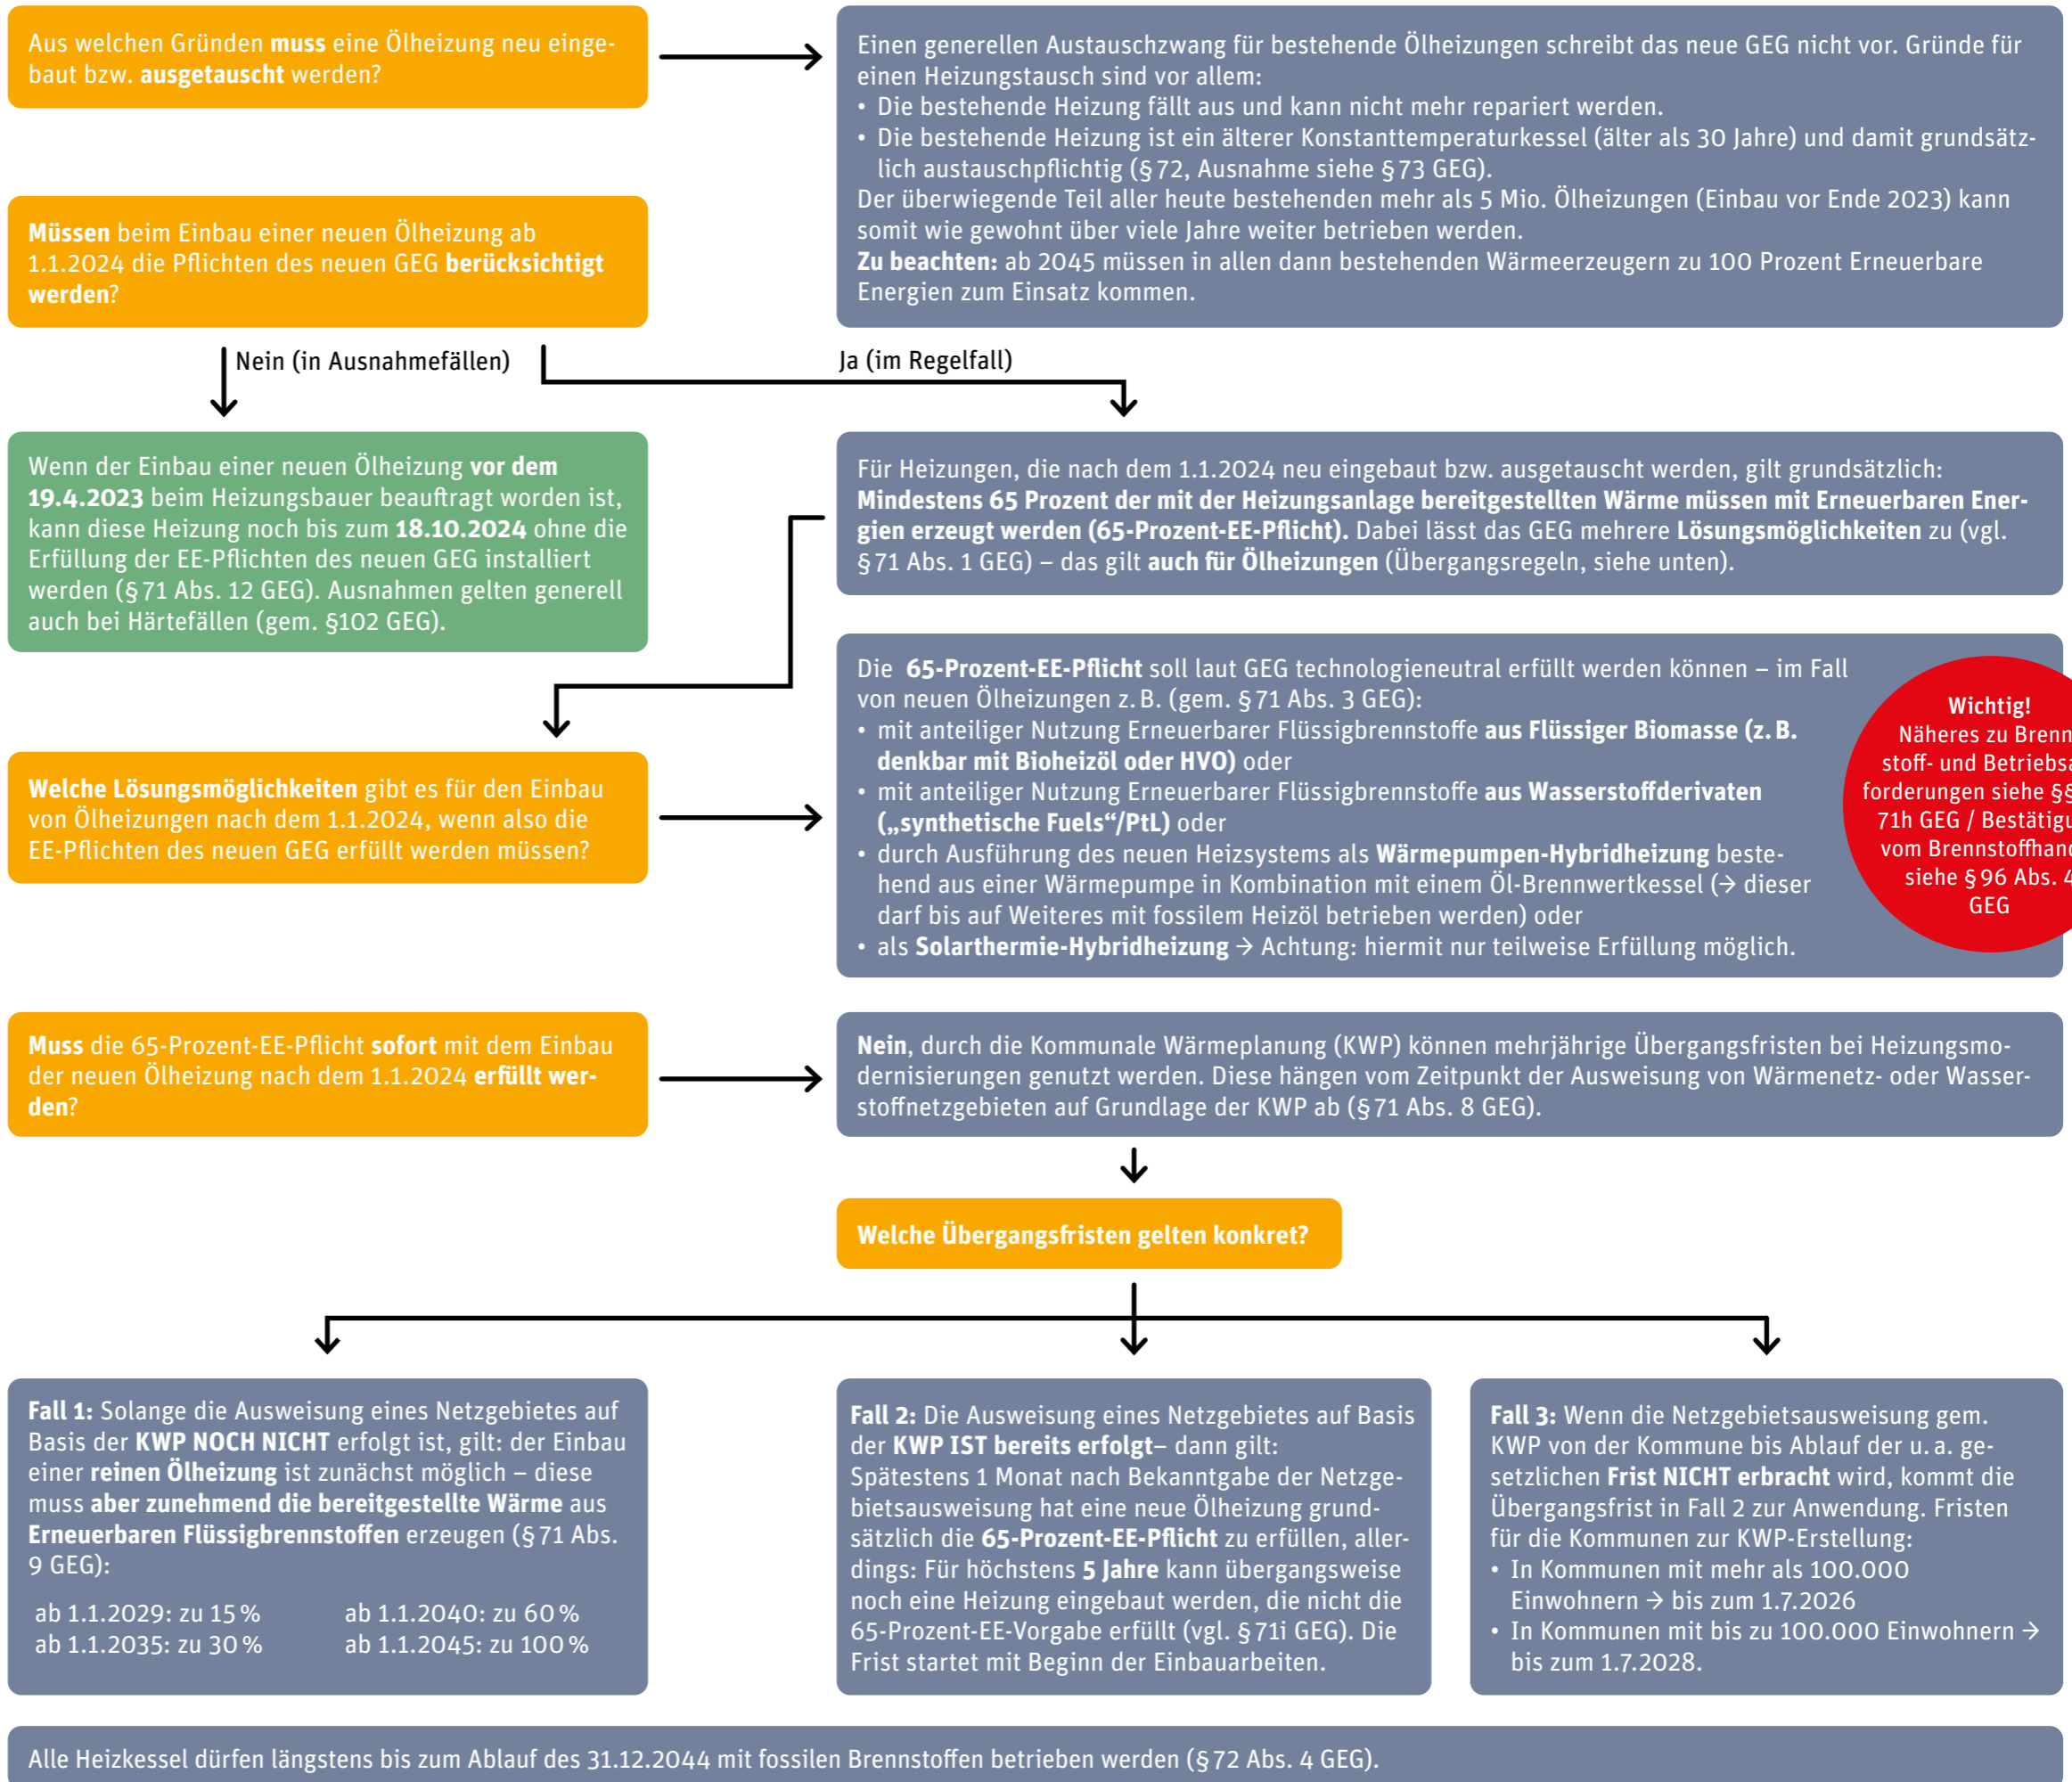 Aus welchen Gründen muss eine Ölheizung neu einge-
baut bzw. ausgetauscht werden?
Einen generellen Austauschzwang für bestehende Ölheizungen schreibt das neue GEG nicht vor. Gründe für
einen Heizungstausch sind vor allem:
• Die bestehende Heizung fällt aus und kann nicht mehr repariert werden.
• Die bestehende Heizung ist ein älterer Konstanttemperaturkessel (älter als 30 Jahre) und damit grundsätz-
lich austauschpflichtig (§ 72, Ausnahme siehe § 73 GEG).
Der überwiegende Teil aller heute bestehenden mehr als 5 Mio. Ölheizungen (Einbau vor Ende 2023) kann
somit wie gewohnt über viele Jahre weiter betrieben werden.
Zu beachten: ab 2045 müssen in allen dann bestehenden Wärmeerzeugern zu 100 Prozent Erneuerbare
Energien zum Einsatz kommen.
Müssen beim Einbau einer neuen Ölheizung ab
1.1.2024 die Pflichten des neuen GEG berücksichtigt
werden?
Nein (in Ausnahmefällen)
Ja (im Regelfall)
Wenn der Einbau einer neuen Ölheizung vor dem
19.4.2023 beim Heizungsbauer beauftragt worden ist,
kann diese Heizung noch bis zum 18.10.2024 ohne die
Erfüllung der EE-Pflichten des neuen GEG installiert
werden (§ 71 Abs. 12 GEG). Ausnahmen gelten generell
auch bei Härtefällen (gem. §102 GEG).
Für Heizungen, die nach dem 1.1.2024 neu eingebaut bzw. ausgetauscht werden, gilt grundsätzlich:
Mindestens 65 Prozent der mit der Heizungsanlage bereitgestellten Wärme müssen mit Erneuerbaren Ener-
gien erzeugt werden (65-Prozent-EE-Pflicht). Dabei lässt das GEG mehrere Lösungsmöglichkeiten zu (vgl.
§ 71 Abs. 1 GEG) – das gilt auch für Ölheizungen (Übergangsregeln, siehe unten).
Welche Lösungsmöglichkeiten gibt es für den Einbau
von Ölheizungen nach dem 1.1.2024, wenn also die
EE-Pflichten des neuen GEG erfüllt werden müssen?
Die 65-Prozent-EE-Pflicht soll laut GEG technologieneutral erfüllt werden können – im Fall
von neuen Ölheizungen z. B. (gem. § 71 Abs. 3 GEG):
• mit anteiliger Nutzung Erneuerbarer Flüssigbrennstoffe aus Flüssiger Biomasse (z. B.
denkbar mit Bioheizöl oder HVO) oder
• mit anteiliger Nutzung Erneuerbarer Flüssigbrennstoffe aus Wasserstoffderivaten
(„synthetische Fuels“/PtL) oder
• durch Ausführung des neuen Heizsystems als Wärmepumpen-Hybridheizung beste-
hend aus einer Wärmepumpe in Kombination mit einem Öl-Brennwertkessel (→ dieser
darf bis auf Weiteres mit fossilem Heizöl betrieben werden) oder
• als Solarthermie-Hybridheizung → Achtung: hiermit nur teilweise Erfüllung möglich.
Wichtig!
Näheres zu Brenn
stoff- und Betriebsa
forderungen siehe §§
71h GEG / Bestätigu
vom Brennstoffhand
siehe § 96 Abs. 4
GEG
Muss die 65-Prozent-EE-Pflicht sofort mit dem Einbau
der neuen Ölheizung nach dem 1.1.2024 erfüllt wer-
den?
Nein, durch die Kommunale Wärmeplanung (KWP) können mehrjährige Übergangsfristen bei Heizungsmo-
dernisierungen genutzt werden. Diese hängen vom Zeitpunkt der Ausweisung von Wärmenetz- oder Wasser-
stoffnetzgebieten auf Grundlage der KWP ab (§ 71 Abs. 8 GEG).
Welche Übergangsfristen gelten konkret?
Fall 1: Solange die Ausweisung eines Netzgebietes auf
Basis der KWP NOCH NICHT erfolgt ist, gilt: der Einbau
einer reinen Ölheizung ist zunächst möglich – diese
muss aber zunehmend die bereitgestellte Wärme aus
Erneuerbaren Flüssigbrennstoffen erzeugen (§ 71 Abs.
9 GEG):
ab 1.1.2029: zu 15 % ab 1.1.2040: zu 60 %
ab 1.1.2035: zu 30 % ab 1.1.2045: zu 100 %
Fall 2: Die Ausweisung eines Netzgebietes auf Basis
der KWP IST bereits erfolgt– dann gilt:
Spätestens 1 Monat nach Bekanntgabe der Netzge-
bietsausweisung hat eine neue Ölheizung grund-
sätzlich die 65-Prozent-EE-Pflicht zu erfüllen, aller-
dings: Für höchstens 5 Jahre kann übergangsweise
noch eine Heizung eingebaut werden, die nicht die
65-Prozent-EE-Vorgabe erfüllt (vgl. § 71i GEG). Die
Frist startet mit Beginn der Einbauarbeiten.
Fall 3: Wenn die Netzgebietsausweisung gem.
KWP von der Kommune bis Ablauf der u. a. ge-
setzlichen Frist NICHT erbracht wird, kommt die
Übergangsfrist in Fall 2 zur Anwendung. Fristen
für die Kommunen zur KWP-Erstellung:
• In Kommunen mit mehr als 100.000
Einwohnern → bis zum 1.7.2026
• In Kommunen mit bis zu 100.000 Einwohnern →
bis zum 1.7.2028.
Alle Heizkessel dürfen längstens bis zum Ablauf des 31.12.2044 mit fossilen Brennstoffen betrieben werden (§ 72 Abs. 4 GEG).